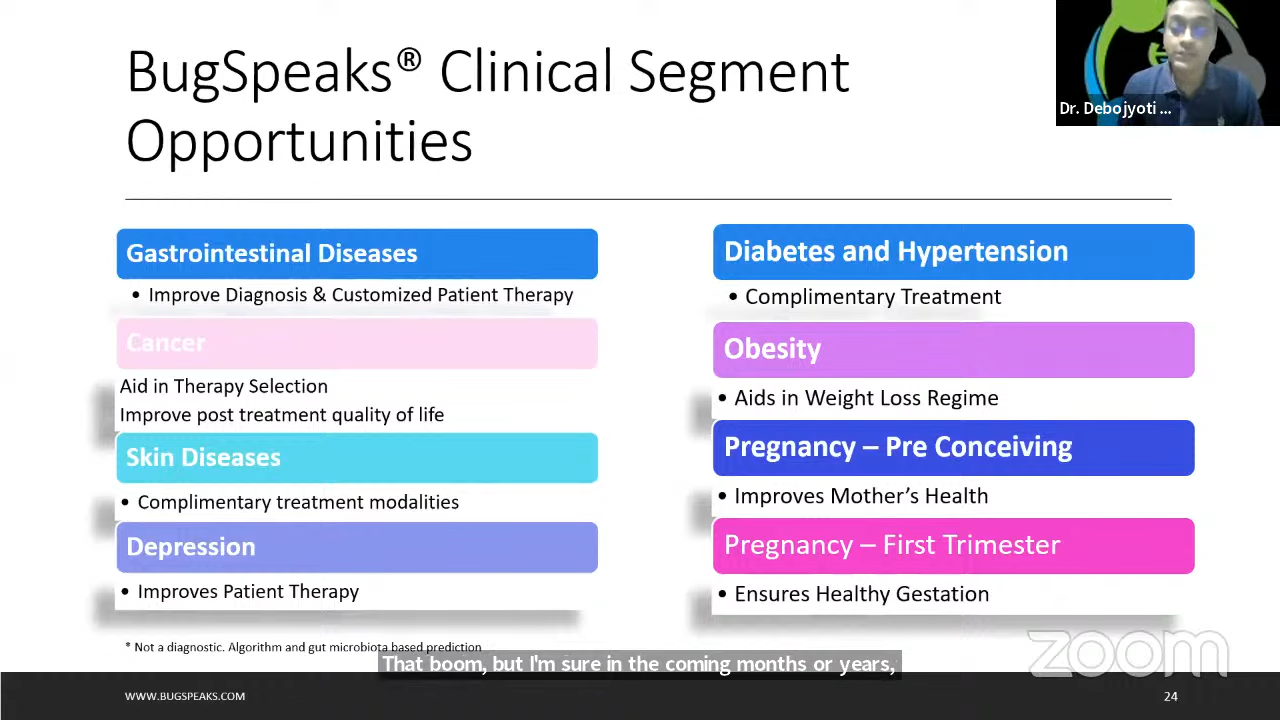 BugSpeaks® Clinical Segment
Opportunities
Dr. Debojyoti ...
Gastrointestinal Diseases
• Improve Diagnosis & Customized Patient Therapy
Cancer
Aid in Therapy Selection
Improve post treatment quality of life
Skin Diseases
• Complimentary treatment modalities
Depression
• Improves Patient Therapy
Diabetes and Hypertension
• Complimentary Treatment
Obesity
• Aids in Weight Loss Regime
Pregnancy – Pre Conceiving
• Improves Mother's Health
Pregnancy – First Trimester
• Ensures Healthy Gestation
* Not a diagnostic. Algorithm and gut microbiota based prediction
That boom, but I'm sure in the coming months or years,
zoom
WWW.BUGSPEAKS.COM
24